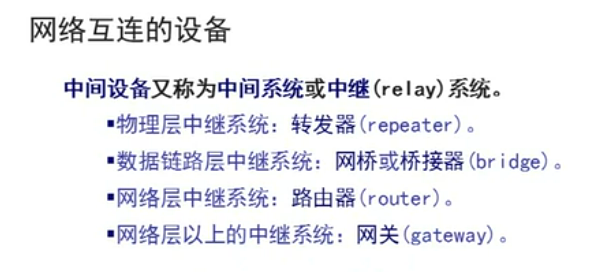 网络互连的设备
中间设备又称为中间系统或中继(relay)系统。
▪物理层中继系统：转发器(repeater)。
▪数据链路层中继系统：网桥或桥接器(bridge)。
▪网络层中继系统：路由器(router)。
▪网络层以上的中继系统：网关(gateway)。